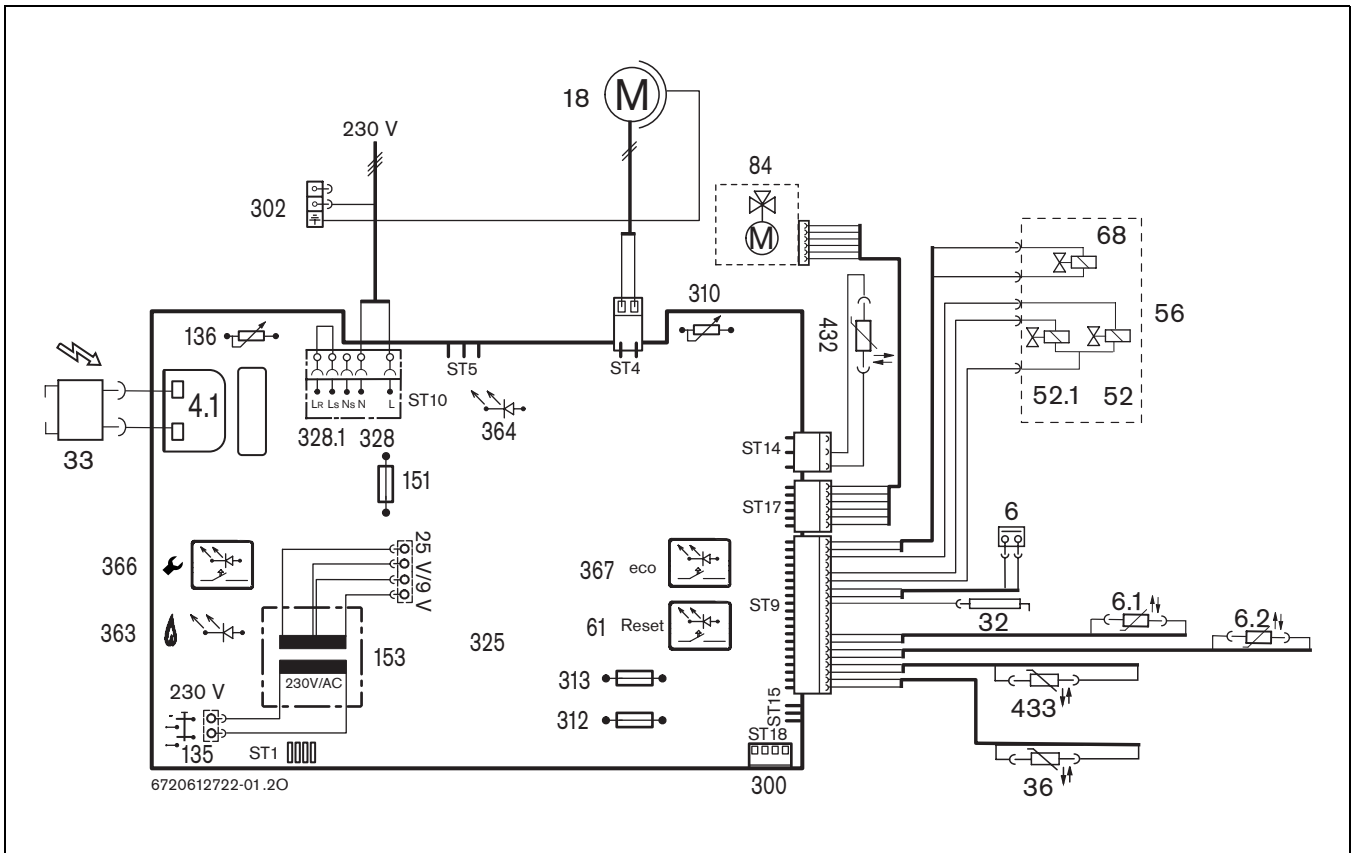 18
M
230 V
84
302
M
68
310
136
432
56
ST5
ST4
4.1
LR LS NS N L
ST10
52.1
52
328.1
328
364
33
ST14
151
ST17
6
25 V/9 V
366
367
eco
ST9
6.1
32
6.2
363
61
Reset
153
325
230V/AC
313
433
230 V
312
ST15
135
ST1
ST18
36
6720612722-01.2O
300